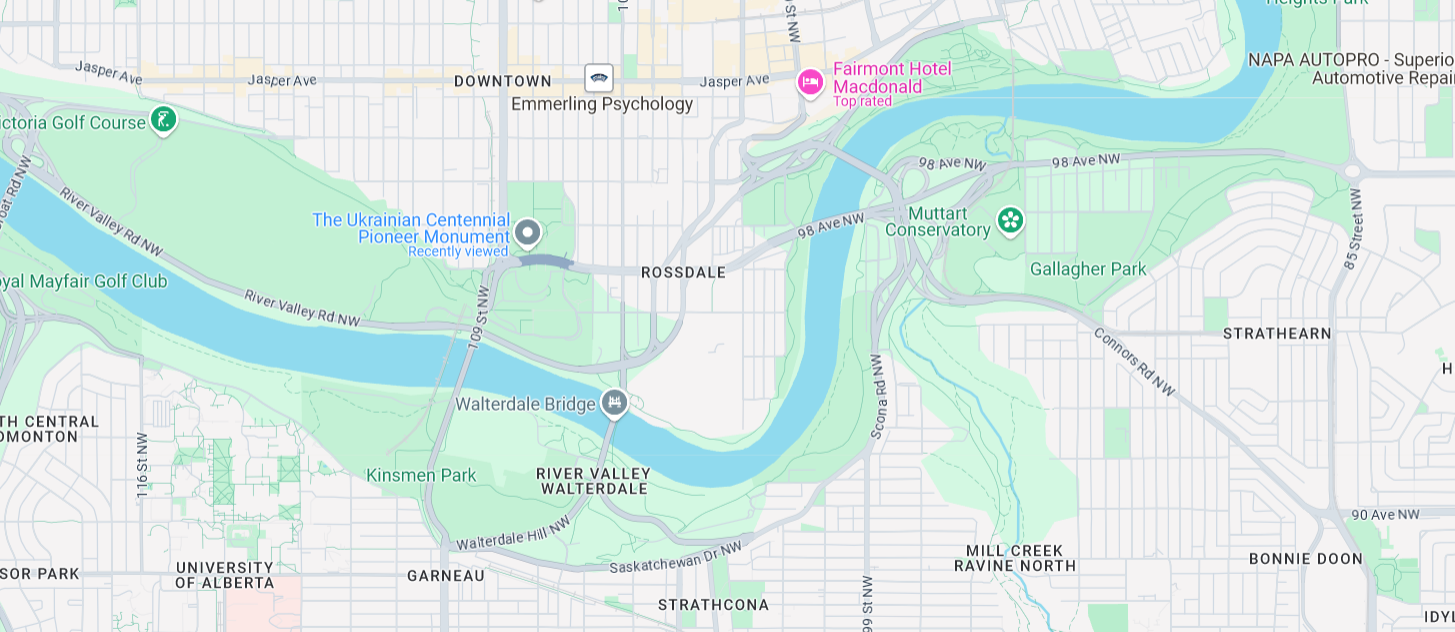 Heights Park
NAPA AUTOPRO - Superio
Automotive Repair
Jasper Ave
Jasper Ave
Jasper Ave
DOWNTOWN
Emmerling Psychology
Fairmont Hotel
Macdonald
Top rated
ictoria Golf Course
98 Ave NW
98 Ave NW
98 Ave NW
River Valley Rd NW
The Ukrainian Centennial
Pioneer Monument
Recently viewed
Muttart
Conservatory
85 Street NW
ROSSDALE
Gallagher Park
oyal Mayfair Golf Club
River Valley Rd NW
109 St NW
STRATHEARN
Connors Rd NW
Scona Rd NW
Walterdale Bridge
TH CENTRAL
DMONTON
116 St NW
Kinsmen Park
RIVER VALLEY
WALTERDALE
Walterdale Hill NW
Saskatchewan Dr NW
90 Ave NW
MILL CREEK
RAVINE NORTH
BONNIE DOON
SOR PARK
UNIVERSITY
OF ALBERTA
GARNEAU
STRATHCONA
99 St NW
IDYL